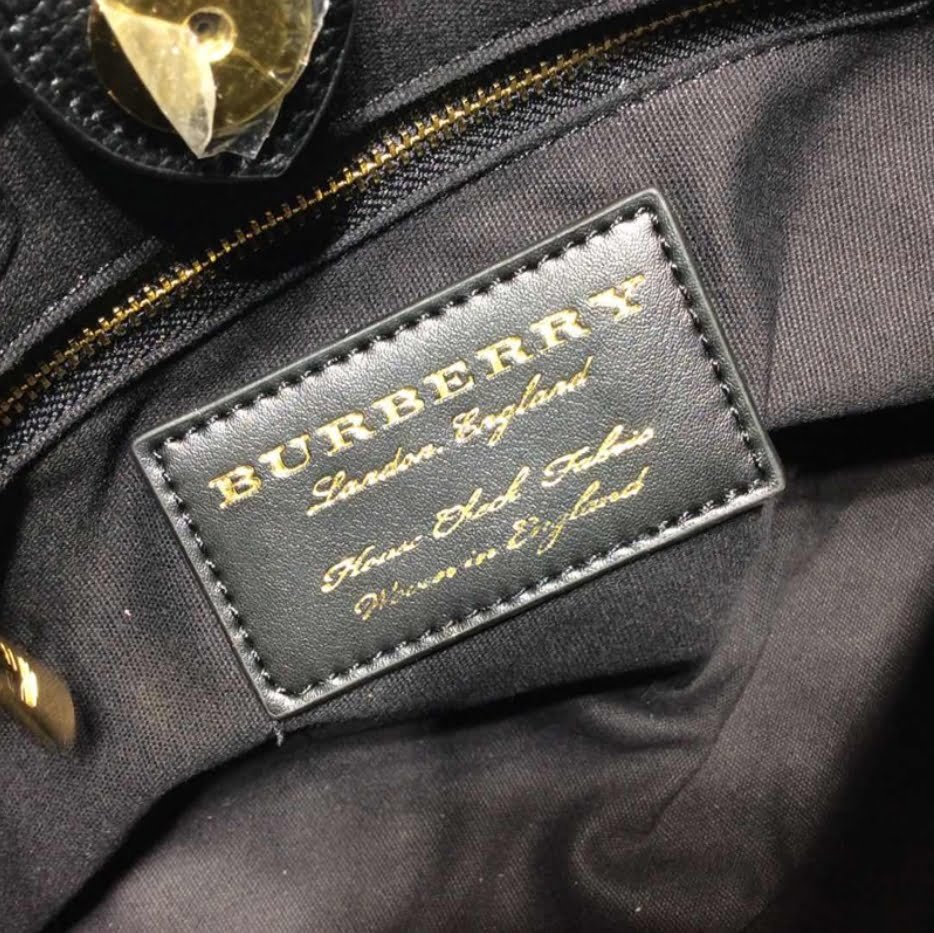 BURBERRY
London, England
House Check Fabric
Woven in England